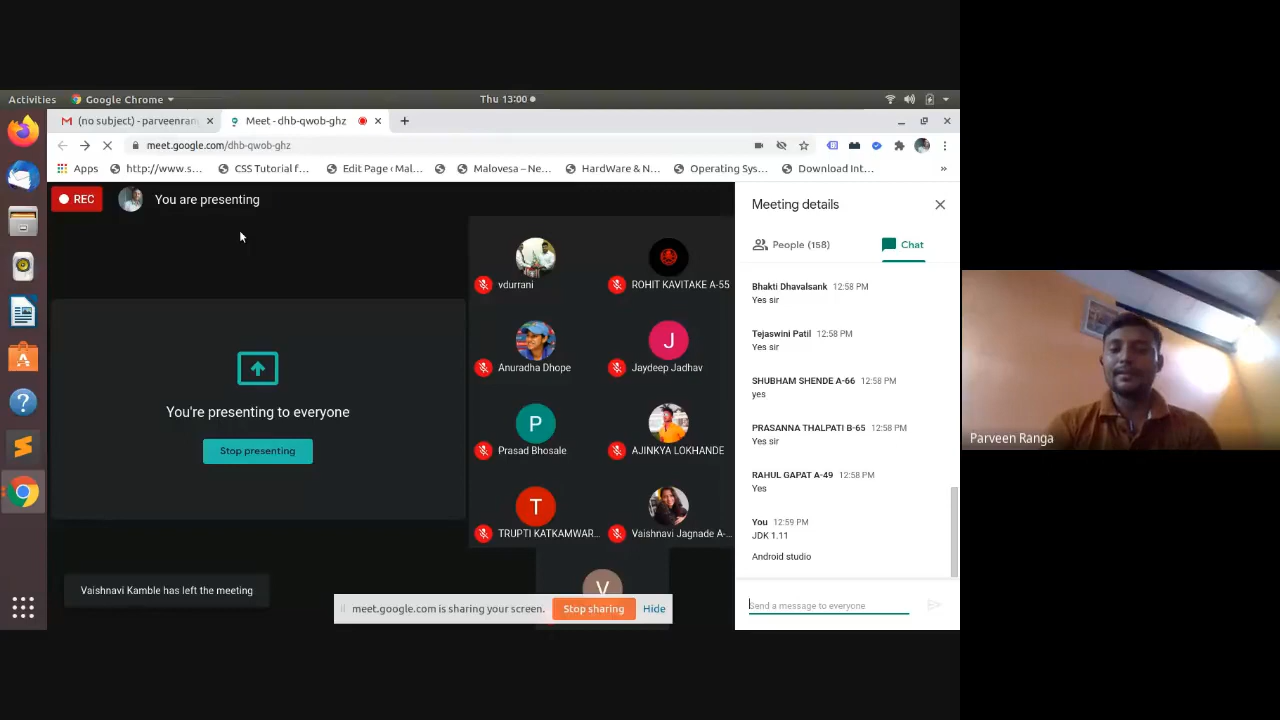 Activities
Google Chrome
Thu 13:00
(no subject) - parveenran
Meet - dhb-qwob-ghz
meet.google.com/dhb-qwob-ghz
Apps
http://www.s...
CSS Tutorial f...
Edit Page ‹ Mal...
Malovesa – Ne...
HardWare & N...
Operating Sys...
Download Int...
»
REC
You are presenting
You're presenting to everyone
Stop presenting
Vaishnavi Kamble has left the meeting
vdurrani
ROHIT KAVITAKE A-55
Anuradha Dhope
J
Jaydeep Jadhav
P
Prasad Bhosale
AJINKYA LOKHANDE
T
TRUPTI KATKAMWAR...
Vaishnavi Jagnade A-...
V
meet.google.com is sharing your screen.
Stop sharing
Hide
Meeting details
People (158)
Chat
Bhakti Dhavalsank 12:58 PM
Yes sir
Tejaswini Patil 12:58 PM
Yes sir
SHUBHAM SHENDE A-66 12:58 PM
yes
PRASANNA THALPATI B-65 12:58 PM
Yes sir
RAHUL GAPAT A-49 12:58 PM
Yes
You 12:59 PM
JDK 1.11
Android studio
Send a message to everyone
Parveen Ranga